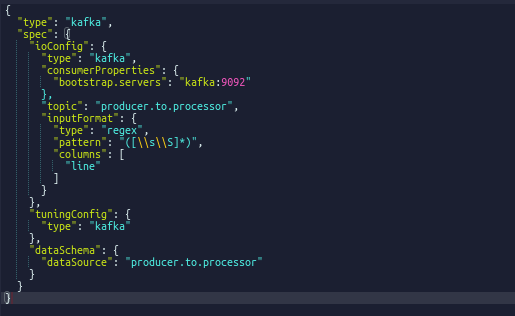 {
  "type": "kafka",
  "spec": {
    "ioConfig": {
      "type": "kafka",
      "consumerProperties": {
        "bootstrap.servers": "kafka:9092"
      },
      "topic": "producer.to.processor",
      "inputFormat": {
        "type": "regex",
        "pattern": "([\\s\\S]*)",
        "columns": [
          "line"
        ]
      }
    },
    "tuningConfig": {
      "type": "kafka"
    },
    "dataSchema": {
      "dataSource": "producer.to.processor"
    }
  }
}